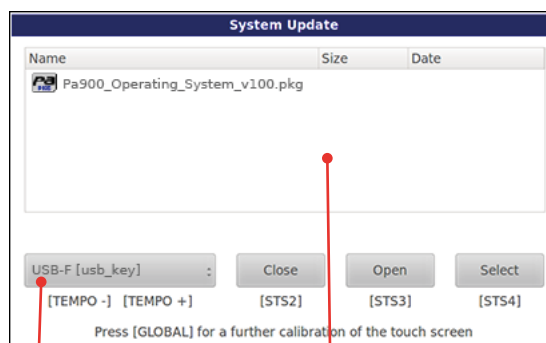 System Update
Name Size Date
Pa900_Operating_System_v100.pkg
USB-F [usb_key] : Close Open Select
[TEMPO -] [TEMPO +] [STS2] [STS3] [STS4]
Press [GLOBAL] for a further calibration of the touch screen